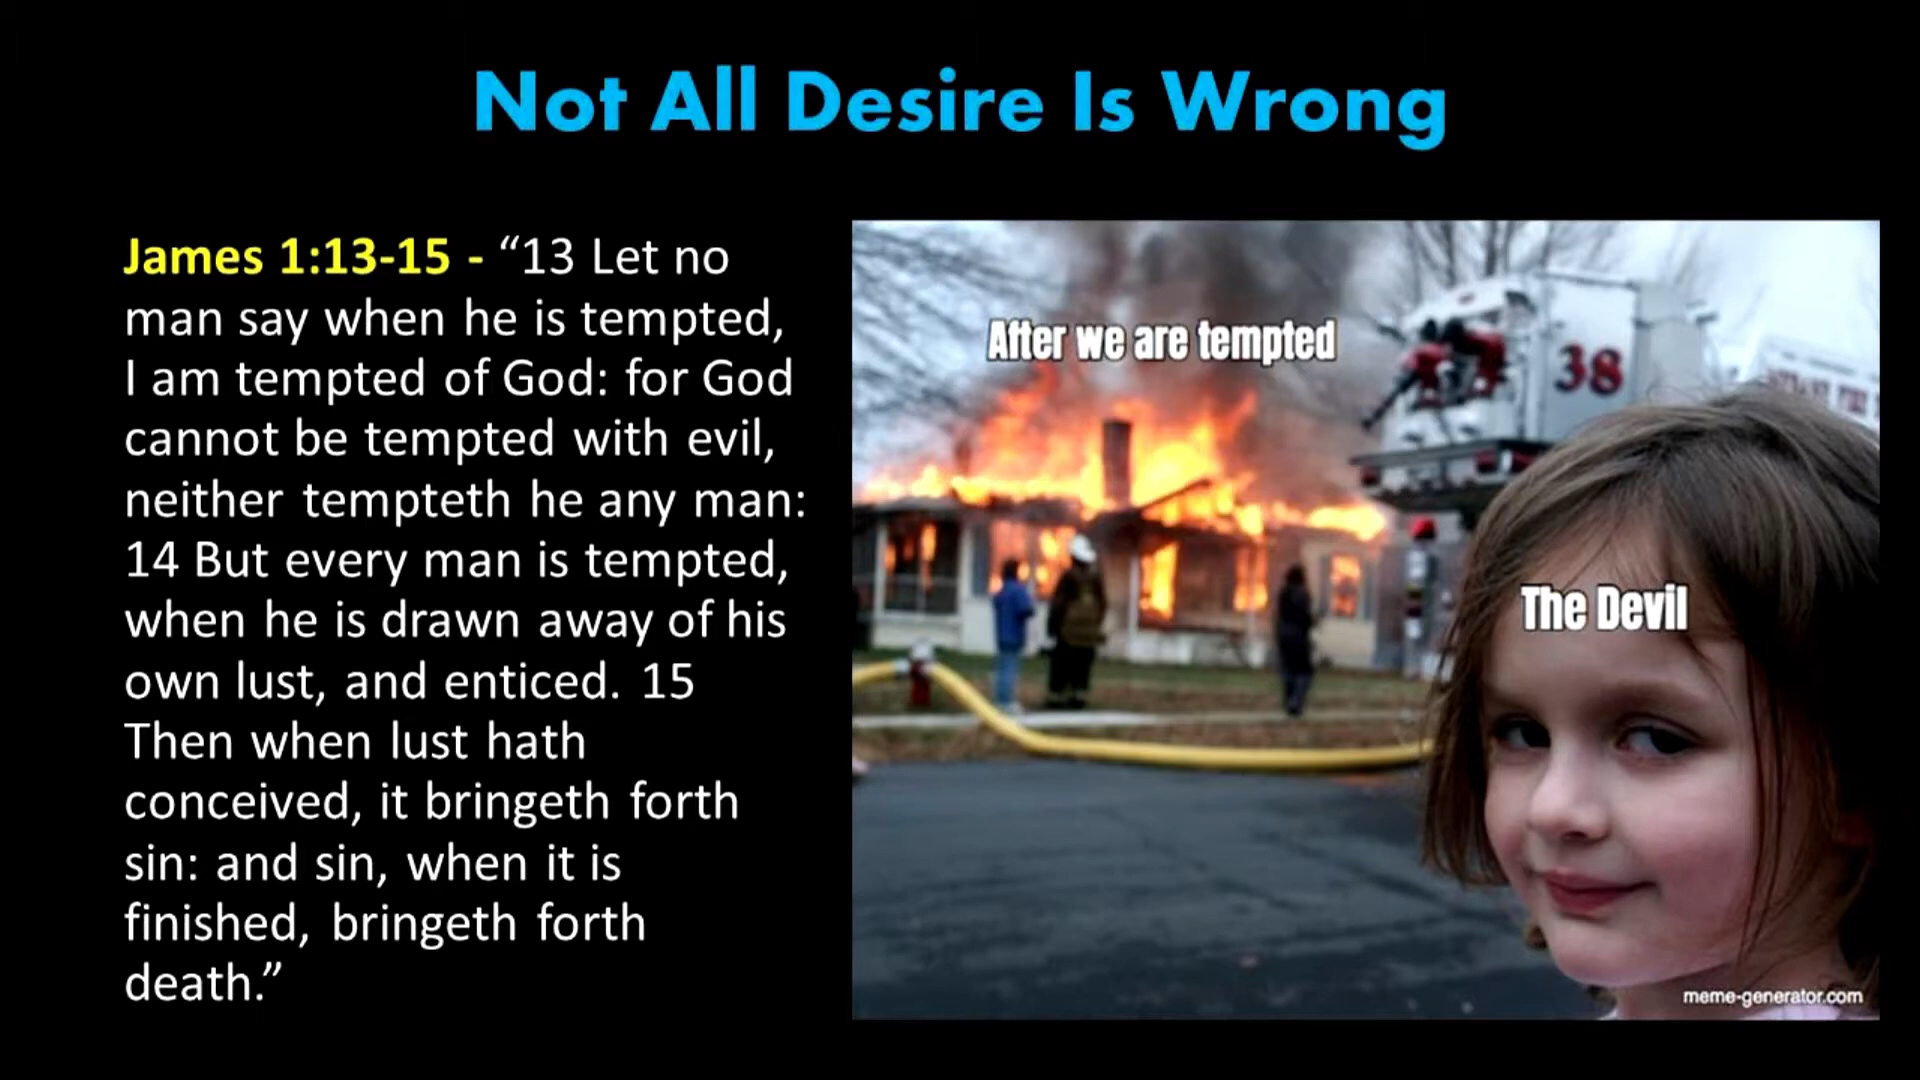 Not All Desire Is Wrong
James 1:13-15 - “13 Let no
man say when he is tempted,
I am tempted of God: for God
cannot be tempted with evil,
neither tempteth he any man:
14 But every man is tempted,
when he is drawn away of his
own lust, and enticed. 15
Then when lust hath
conceived, it bringeth forth
sin: and sin, when it is
finished, bringeth forth
death.”
After we are tempted
38
The Devil
meme-generator.com